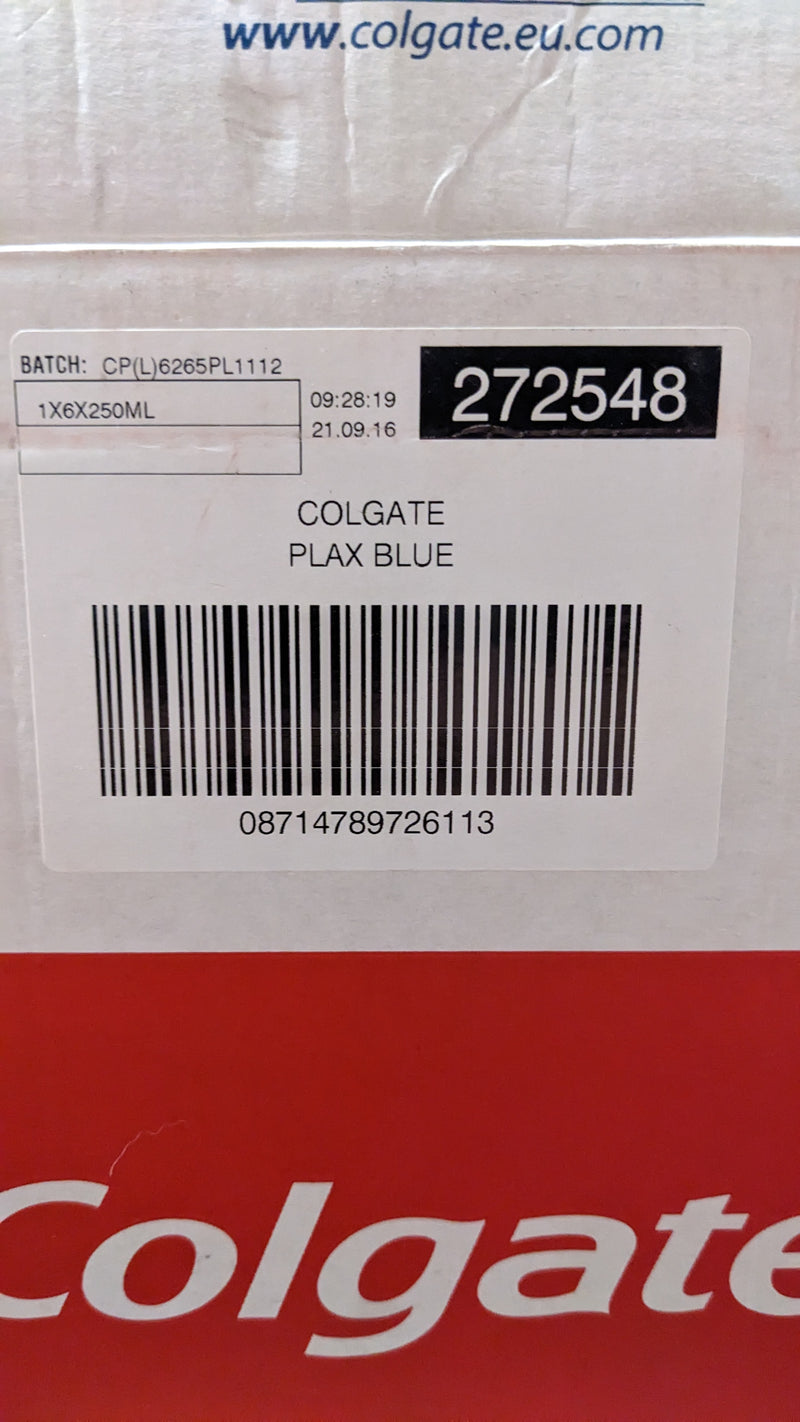 www.colgate.eu.com
BATCH: CP(L)6265PL1112
1X6X250ML
09:28:19
21.09.16
272548
COLGATE
PLAX BLUE
08714789726113
Colgate